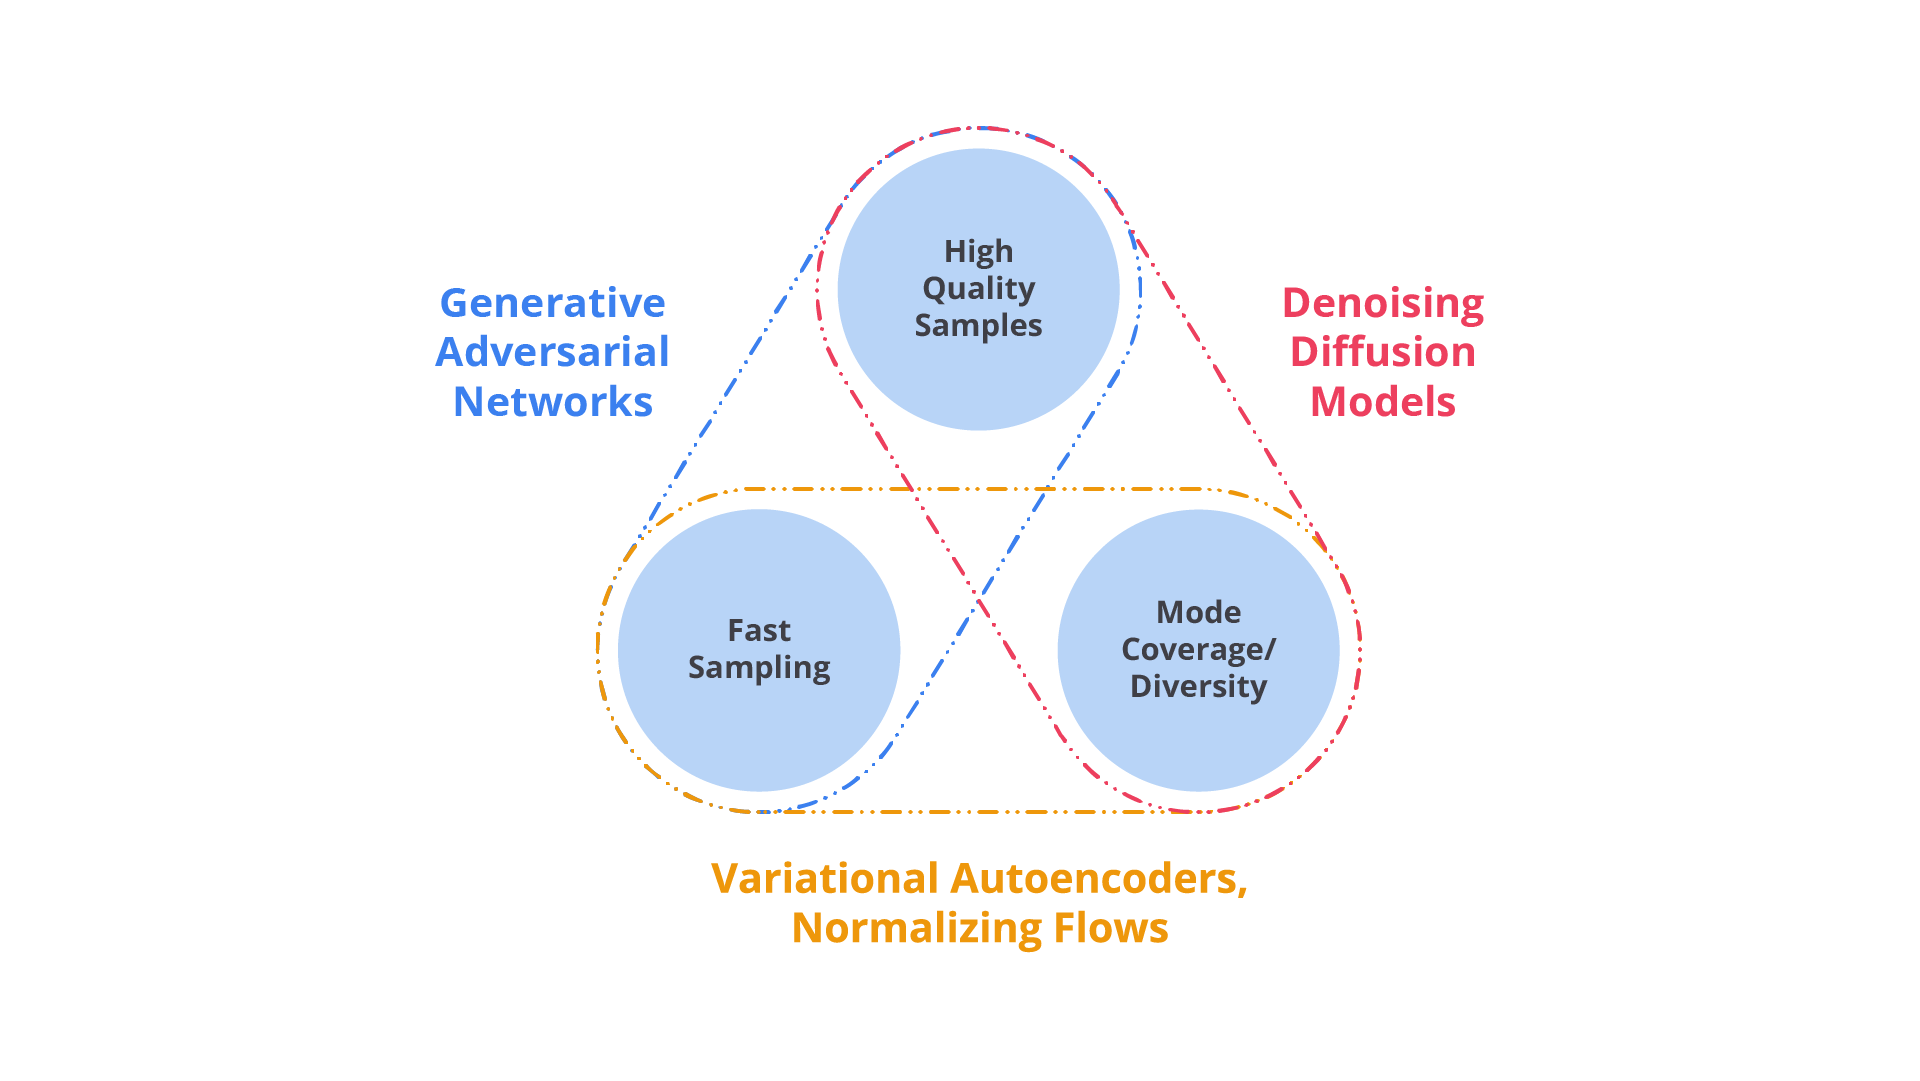 High
Quality
Samples
Generative
Adversarial
Networks
Denoising
Diffusion
Models
Fast
Sampling
Mode
Coverage/
Diversity
Variational Autoencoders,
Normalizing Flows